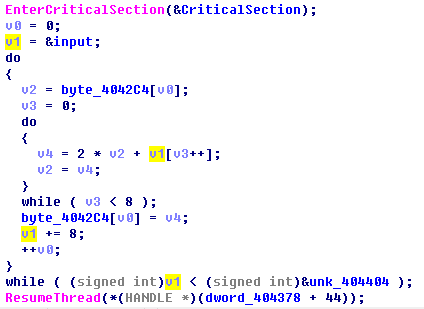 EnterCriticalSection(&CriticalSection);
v0 = 0;
v1 = &input;
do
{
v2 = byte_4042C4[v0];
v3 = 0;
do
{
v4 = 2 * v2 + v1[v3++];
v2 = v4;
}
while ( v3 < 8 );
byte_4042C4[v0] = v4;
v1 += 8;
++v0;
}
while ( (signed int)v1 < (signed int)&unk_404404 );
ResumeThread(*(HANDLE *)(dword_404378 + 44));